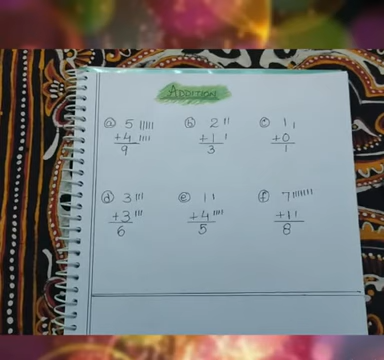 ADDITION
a 5 ||||| b 2 || c 1 |
+4 |||| +1 | +0
9 3 1
d 3 ||| e 1 | f 7 |||||||
+3 ||| +4 |||| +1 |
6 5 8